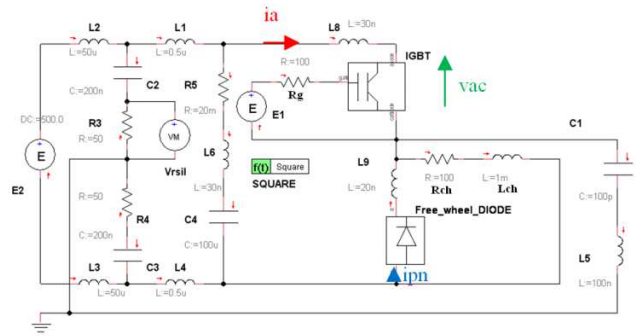 L2
L1
ia
L8
L:=30n
L:=50u
L:=0.5u
IGBT
R5
R:=100
Rg
vac
C2
R:=20m
C1
C:=200n
E
E1
DC:=500.0
R3
VM
L6
R:=50
E
Vrsil
f(t) Square
SQUARE
L9
R:=100
Rch
L:=1m
Lch
E2
L:=30n
L:=20n
C:=100p
R:=50
C4
Free_wheel_DIODE
R4
L5
C:=200n
C:=100u
L:=100n
L3
C3
L4
ipn
L:=50u
L:=0.5u